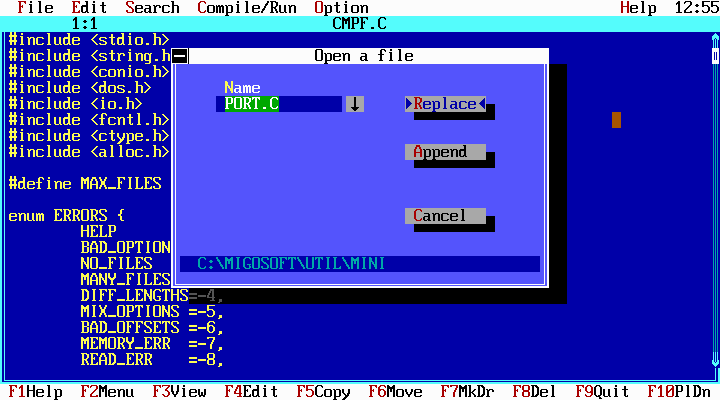 File Edit Search Compile/Run Option Help 12:55
1:1 CMPF.C
#include <stdio.h>
#include <string.h
#include <conio.h>
#include <dos.h>
#include <io.h>
#include <fcntl.h>
#include <ctype.h>
#include <alloc.h>
#define MAX_FILES
enum ERRORS {
HELP
BAD_OPTION
NO_FILES
MANY_FILES
DIFF_LENGTHS=-4,
MIX_OPTIONS =-5,
BAD_OFFSETS =-6,
MEMORY_ERR =-7,
READ_ERR =-8,
Open a file
Name
PORT.C
Replace
Append
Cancel
C:\MIGOSOFT\UTIL\MINI
F1Help F2Menu F3View F4Edit F5Copy F6Move F7MkDr F8Del F9Quit F10PlDn